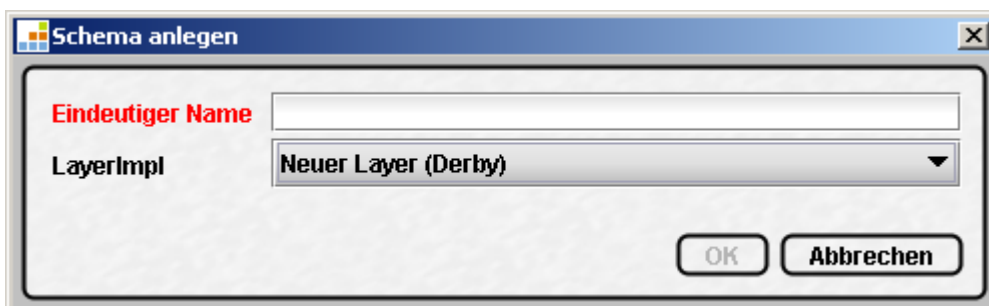 Schema anlegen
Eindeutiger Name
LayerImpl Neuer Layer (Derby)
OK Abbrechen